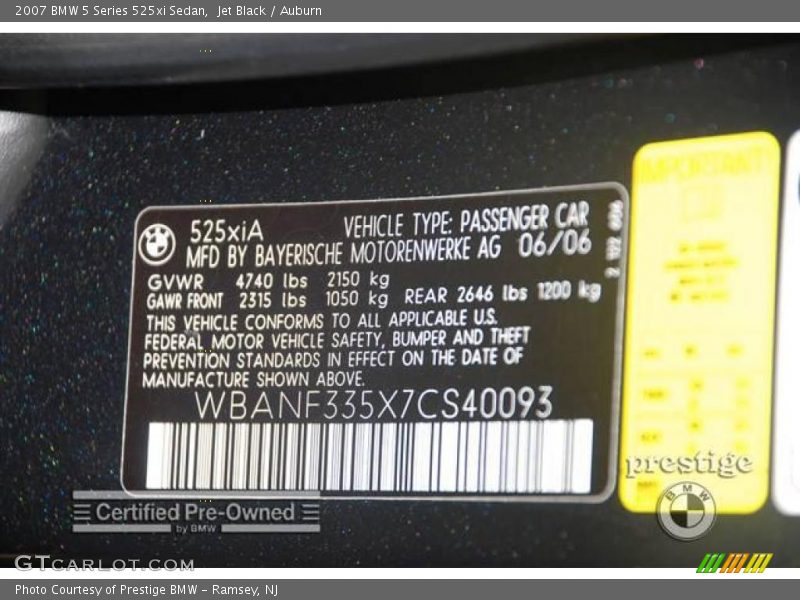 2007 BMW 5 Series 525xi Sedan,  Jet Black / Auburn
525xiA
VEHICLE TYPE: PASSENGER CAR
MFD BY BAYERISCHE MOTORENWERKE AG 06/06
GVWR 4740 lbs 2150 kg
GAWR FRONT 2315 lbs 1050 kg REAR 2646 lbs 1200 kg
THIS VEHICLE CONFORMS TO ALL APPLICABLE U.S.
FEDERAL MOTOR VEHICLE SAFETY, BUMPER AND THEFT
PREVENTION STANDARDS IN EFFECT ON THE DATE OF
MANUFACTURE SHOWN ABOVE.
WBANF335X7CS40093
IMPORTANT
prestige
BMW
Certified Pre-Owned
by BMW
GTCARLOT.COM
Photo Courtesy of Prestige BMW - Ramsey, NJ